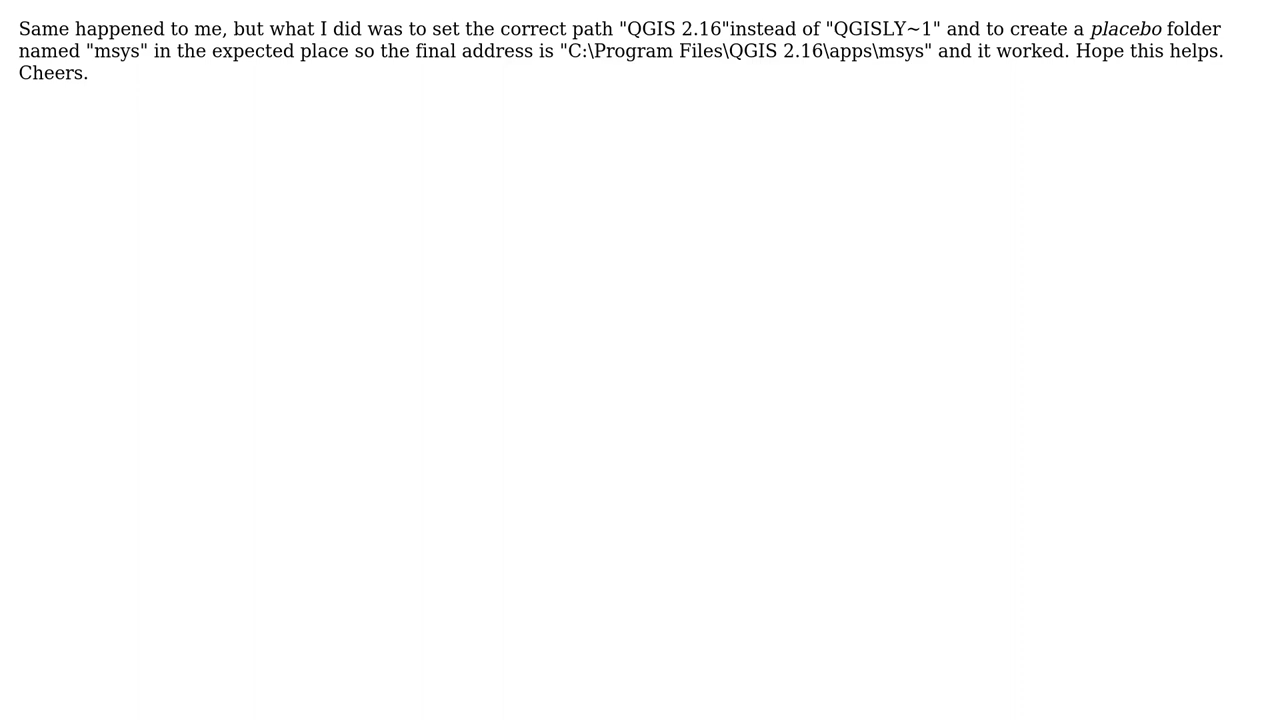 Same happened to me, but what I did was to set the correct path "QGIS 2.16"instead of "QGISLY~1" and to create a placebo folder
named "msys" in the expected place so the final address is "C:\Program Files\QGIS 2.16\apps\msys" and it worked. Hope this helps.
Cheers.